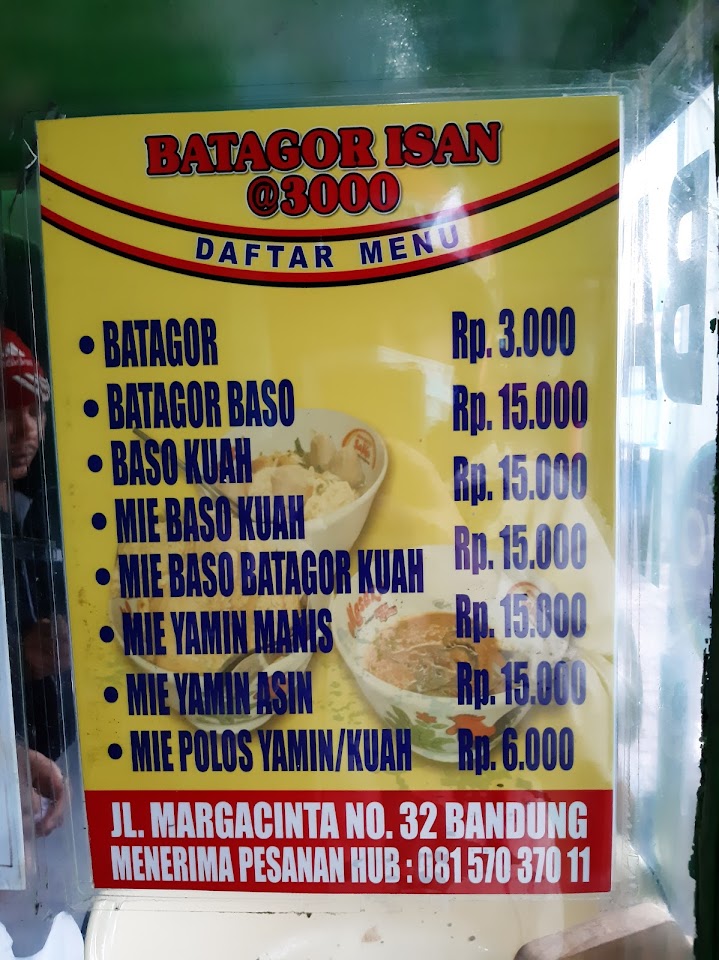 BATAGOR ISAN
@3000
DAFTAR MENU
• BATAGOR
• BATAGOR BASO
• BASO KUAH
• MIE BASO KUAH
• MIE BASO BATAGOR KUAH
• MIE YAMIN MANIS
• MIE YAMIN ASIN
• MIE POLOS YAMIN/KUAH
Rp. 3.000
Rp. 15.000
Rp. 15.000
Rp. 15.000
Rp. 15.000
Rp. 15.000
Rp. 6.000
JL. MARGACINTA NO. 32 BANDUNG
MENERIMA PESANAN HUB : 081 570 370 11